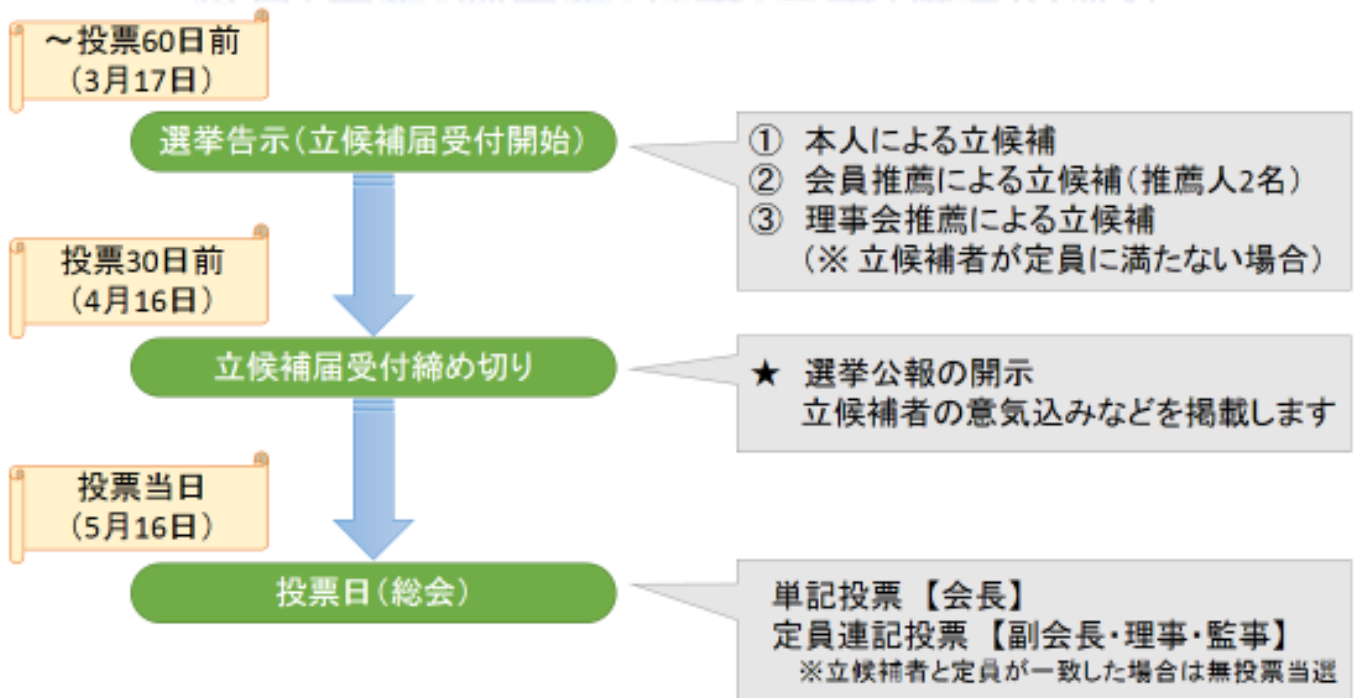 ～投票60日前
（3月17日）
選挙告示（立候補届受付開始）
① 本人による立候補
② 会員推薦による立候補（推薦人2名）
③ 理事会推薦による立候補
（※ 立候補者が定員に満たない場合）
投票30日前
（4月16日）
立候補届受付締め切り
★ 選挙公報の開示
立候補者の意気込みなどを掲載します
投票当日
（5月16日）
投票日（総会）
単記投票 【会長】
定員連記投票 【副会長・理事・監事】
※立候補者と定員が一致した場合は無投票当選